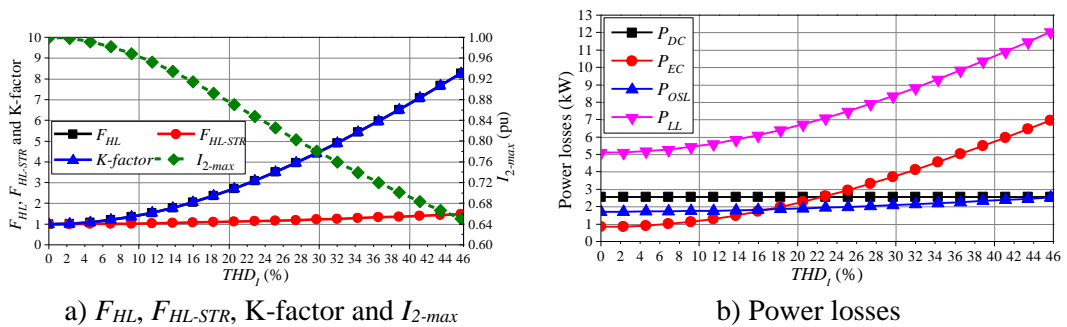 F_HL, F_HL-STR and K-factor
10
9
8
7
6
5
4
3
2
1
0
F_HL
F_HL-STR
K-factor
I_2-max
1.00
0.96
0.92
0.88
0.84
0.80
0.76
0.72
0.68
0.64
0.60
I_2-max (pu)
0 2 4 6 8 10 12 14 16 18 20 22 24 26 28 30 32 34 36 38 40 42 44 46
THD_I (%)
a) F_HL, F_HL-STR, K-factor and I_2-max
Power losses (kW)
13
12
11
10
9
8
7
6
5
4
3
2
1
0
P_DC
P_EC
P_OSL
P_LL
0 2 4 6 8 10 12 14 16 18 20 22 24 26 28 30 32 34 36 38 40 42 44 46
THD_I (%)
b) Power losses